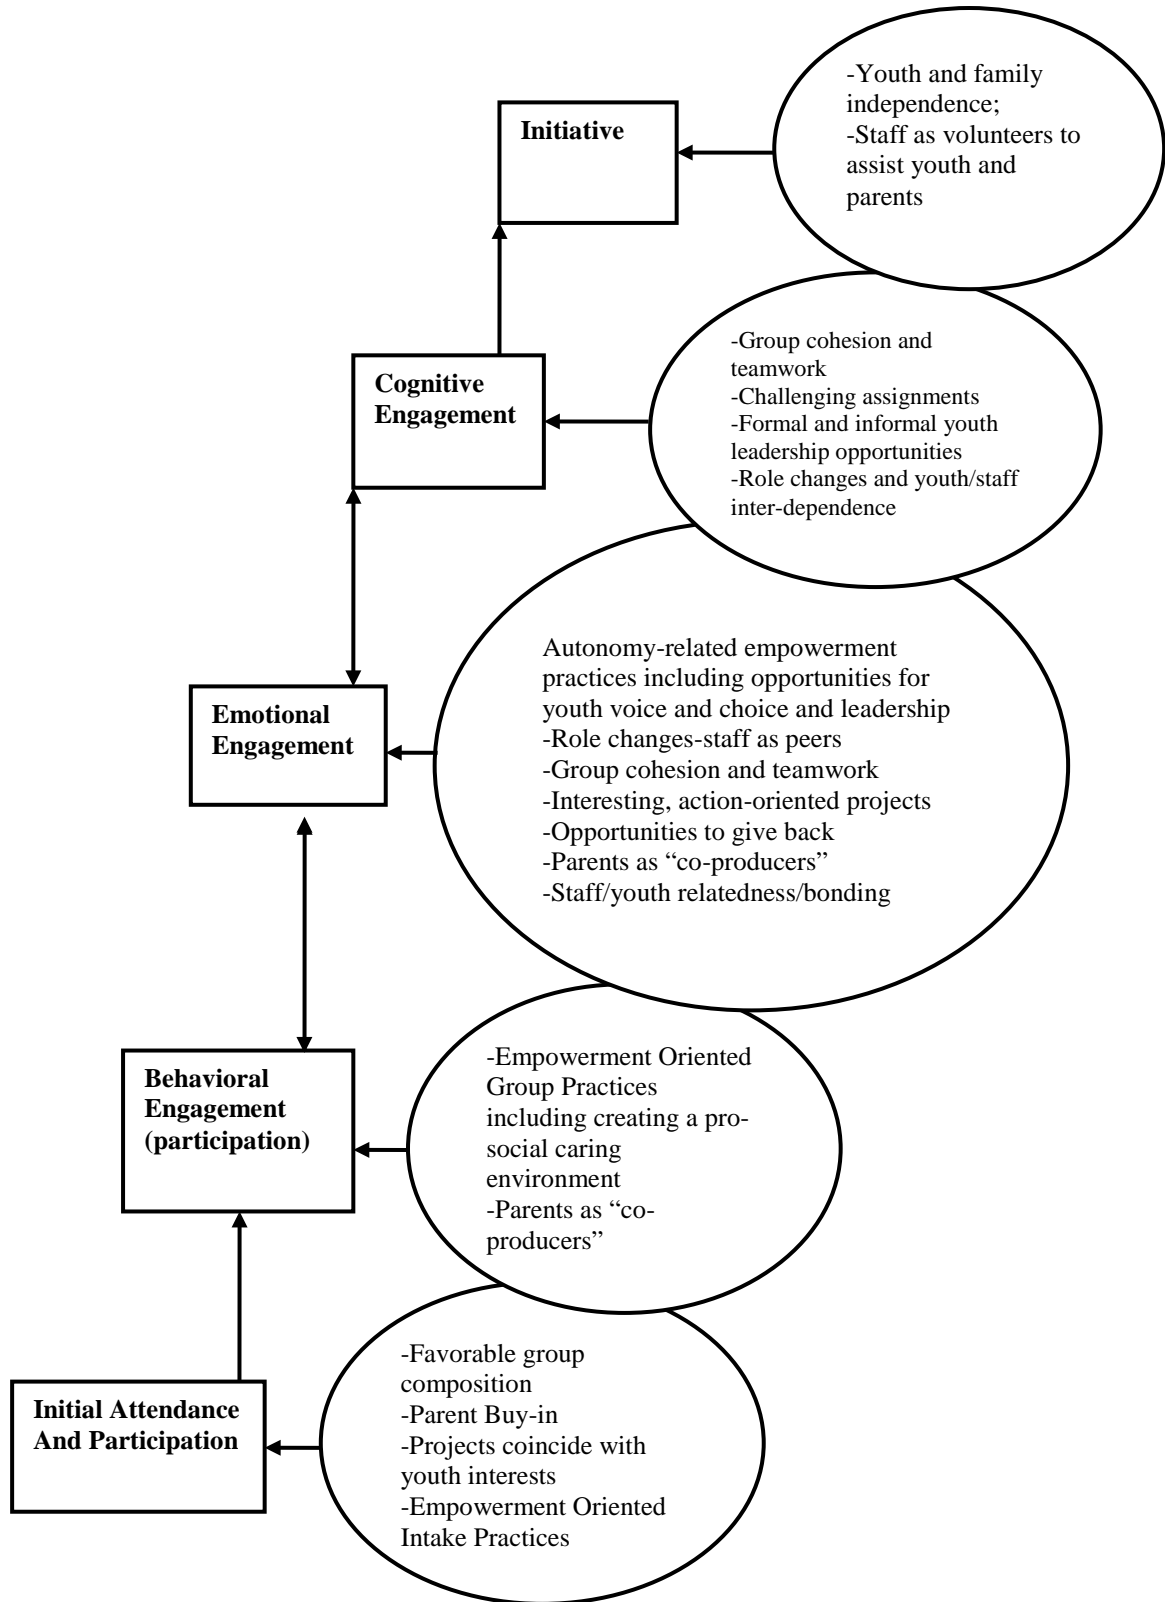 -Youth and family
independence;
-Staff as volunteers to
assist youth and
parents
Initiative
-Group cohesion and
teamwork
-Challenging assignments
-Formal and informal youth
leadership opportunities
-Role changes and youth/staff
inter-dependence
Cognitive
Engagement
Autonomy-related empowerment
practices including opportunities for
youth voice and choice and leadership
-Role changes-staff as peers
-Group cohesion and teamwork
-Interesting, action-oriented projects
-Opportunities to give back
-Parents as “co-producers”
-Staff/youth relatedness/bonding
Emotional
Engagement
-Empowerment Oriented
Group Practices
including creating a pro-
social caring
environment
-Parents as “co-
producers”
Behavioral
Engagement
(participation)
-Favorable group
composition
-Parent Buy-in
-Projects coincide with
youth interests
-Empowerment Oriented
Intake Practices
Initial Attendance
And Participation